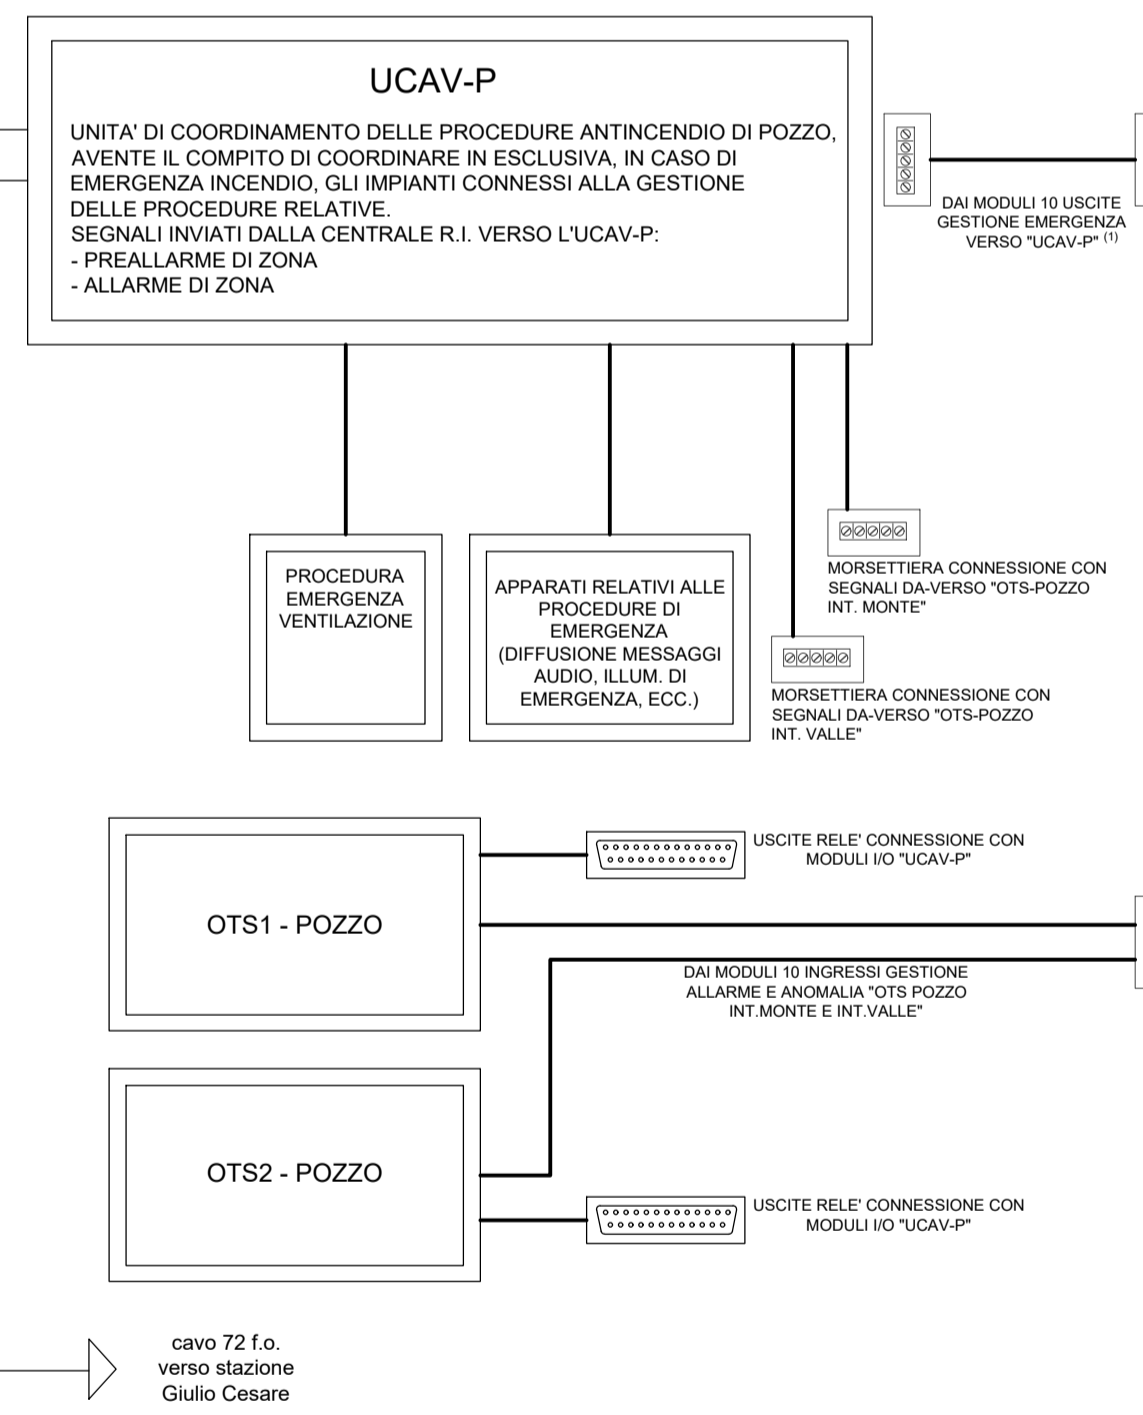 UCAV-P
UNITA' DI COORDINAMENTO DELLE PROCEDURE ANTINCENDIO DI POZZO,
AVENTE IL COMPITO DI COORDINARE IN ESCLUSIVA, IN CASO DI
EMERGENZA INCENDIO, GLI IMPIANTI CONNESSI ALLA GESTIONE
DELLE PROCEDURE RELATIVE.
SEGNALI INVIATI DALLA CENTRALE R.I. VERSO L'UCAV-P:
- PREALLARME DI ZONA
- ALLARME DI ZONA
DAI MODULI 10 USCITE
GESTIONE EMERGENZA
VERSO "UCAV-P" (1)
PROCEDURA
EMERGENZA
VENTILAZIONE
APPARATI RELATIVI ALLE
PROCEDURE DI
EMERGENZA
(DIFFUSIONE MESSAGGI
AUDIO, ILLUM. DI
EMERGENZA, ECC.)
MORSETTIERA CONNESSIONE CON
SEGNALI DA-VERSO "OTS-POZZO
INT. MONTE"
MORSETTIERA CONNESSIONE CON
SEGNALI DA-VERSO "OTS-POZZO
INT. VALLE"
OTS1 - POZZO
USCITE RELE' CONNESSIONE CON
MODULI I/O "UCAV-P"
DAI MODULI 10 INGRESSI GESTIONE
ALLARME E ANOMALIA "OTS POZZO
INT.MONTE E INT.VALLE"
OTS2 - POZZO
USCITE RELE' CONNESSIONE CON
MODULI I/O "UCAV-P"
cavo 72 f.o.
verso stazione
Giulio Cesare